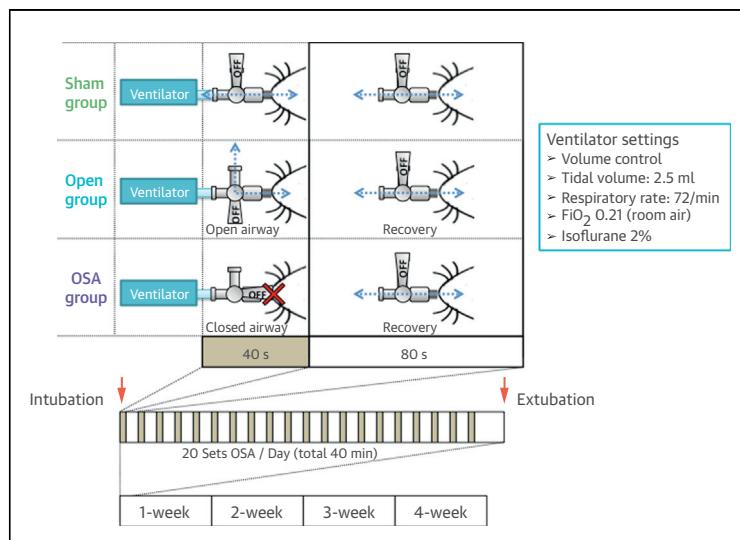 Sham
group
Ventilator
OFF
Open
group
Ventilator
OFF
OFF
Open airway
Recovery
OSA
group
Ventilator
OFF
OFF
Closed airway
Recovery
40 s
80 s
Ventilator settings
➢ Volume control
➢ Tidal volume: 2.5 ml
➢ Respiratory rate: 72/min
➢ FiO2 0.21 (room air)
➢ Isoflurane 2%
Intubation
Extubation
20 Sets OSA / Day (total 40 min)
1-week
2-week
3-week
4-week